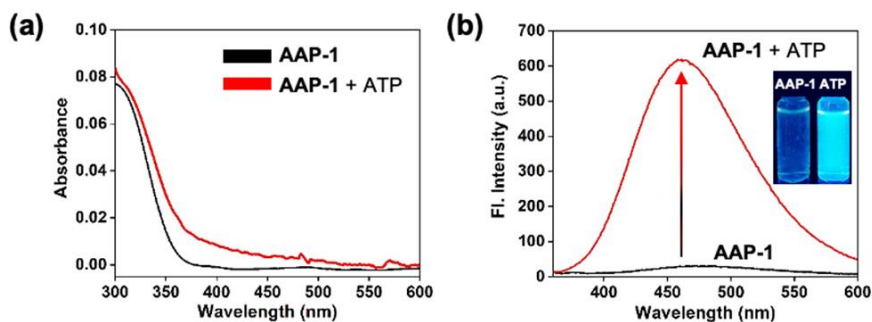 (a)
0.10
0.08
0.06
0.04
0.02
0.00
Absorbance
AAP-1
AAP-1 + ATP
300 350 400 450 500 550 600
Wavelength (nm)
(b)
700
600
500
400
300
200
100
0
Fl. Intensity (a.u.)
AAP-1 + ATP
AAP-1 ATP
AAP-1
400 450 500 550 600
Wavelength (nm)